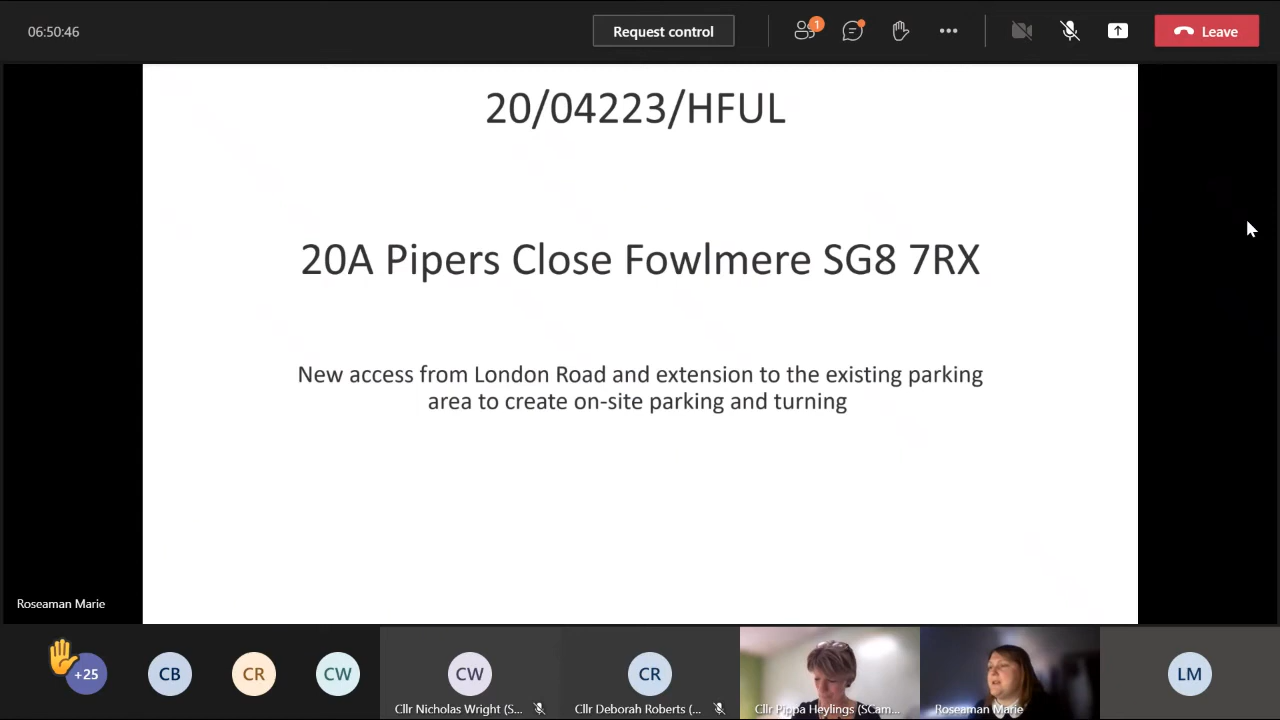 06:50:46
Request control
1
Leave
20/04223/HFUL
20A Pipers Close Fowlmere SG8 7RX
New access from London Road and extension to the existing parking
area to create on-site parking and turning
Roseaman Marie
+25
CB
CR
CW
CW
CR
LM
Cllr Nicholas Wright (S...
Cllr Deborah Roberts (...
Cllr Pippa Heylings (SCam...
Roseaman Marie